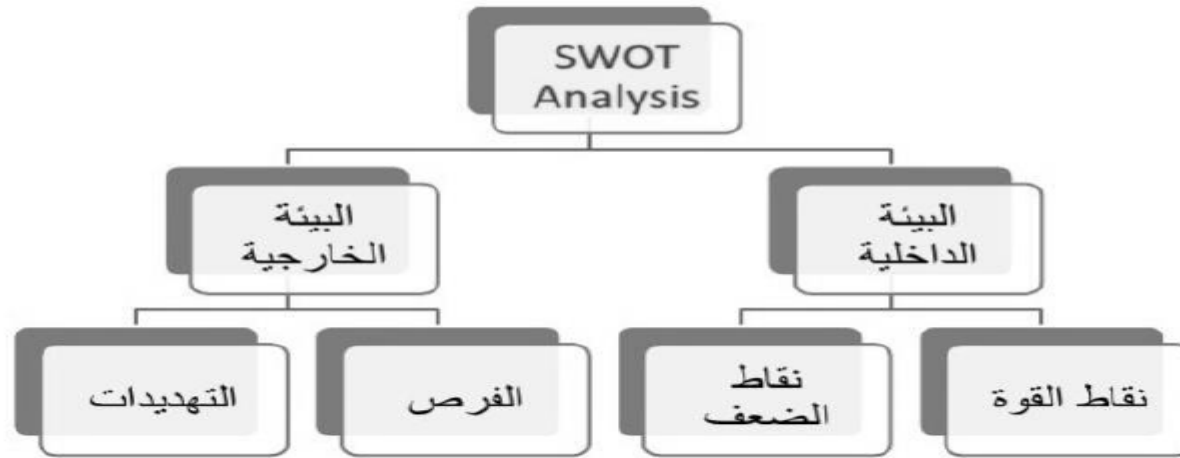 SWOT
Analysis
البيئة
الداخلية
البيئة
الخارجية
نقاط القوة
نقاط
الضعف
الفرص
التهديدات